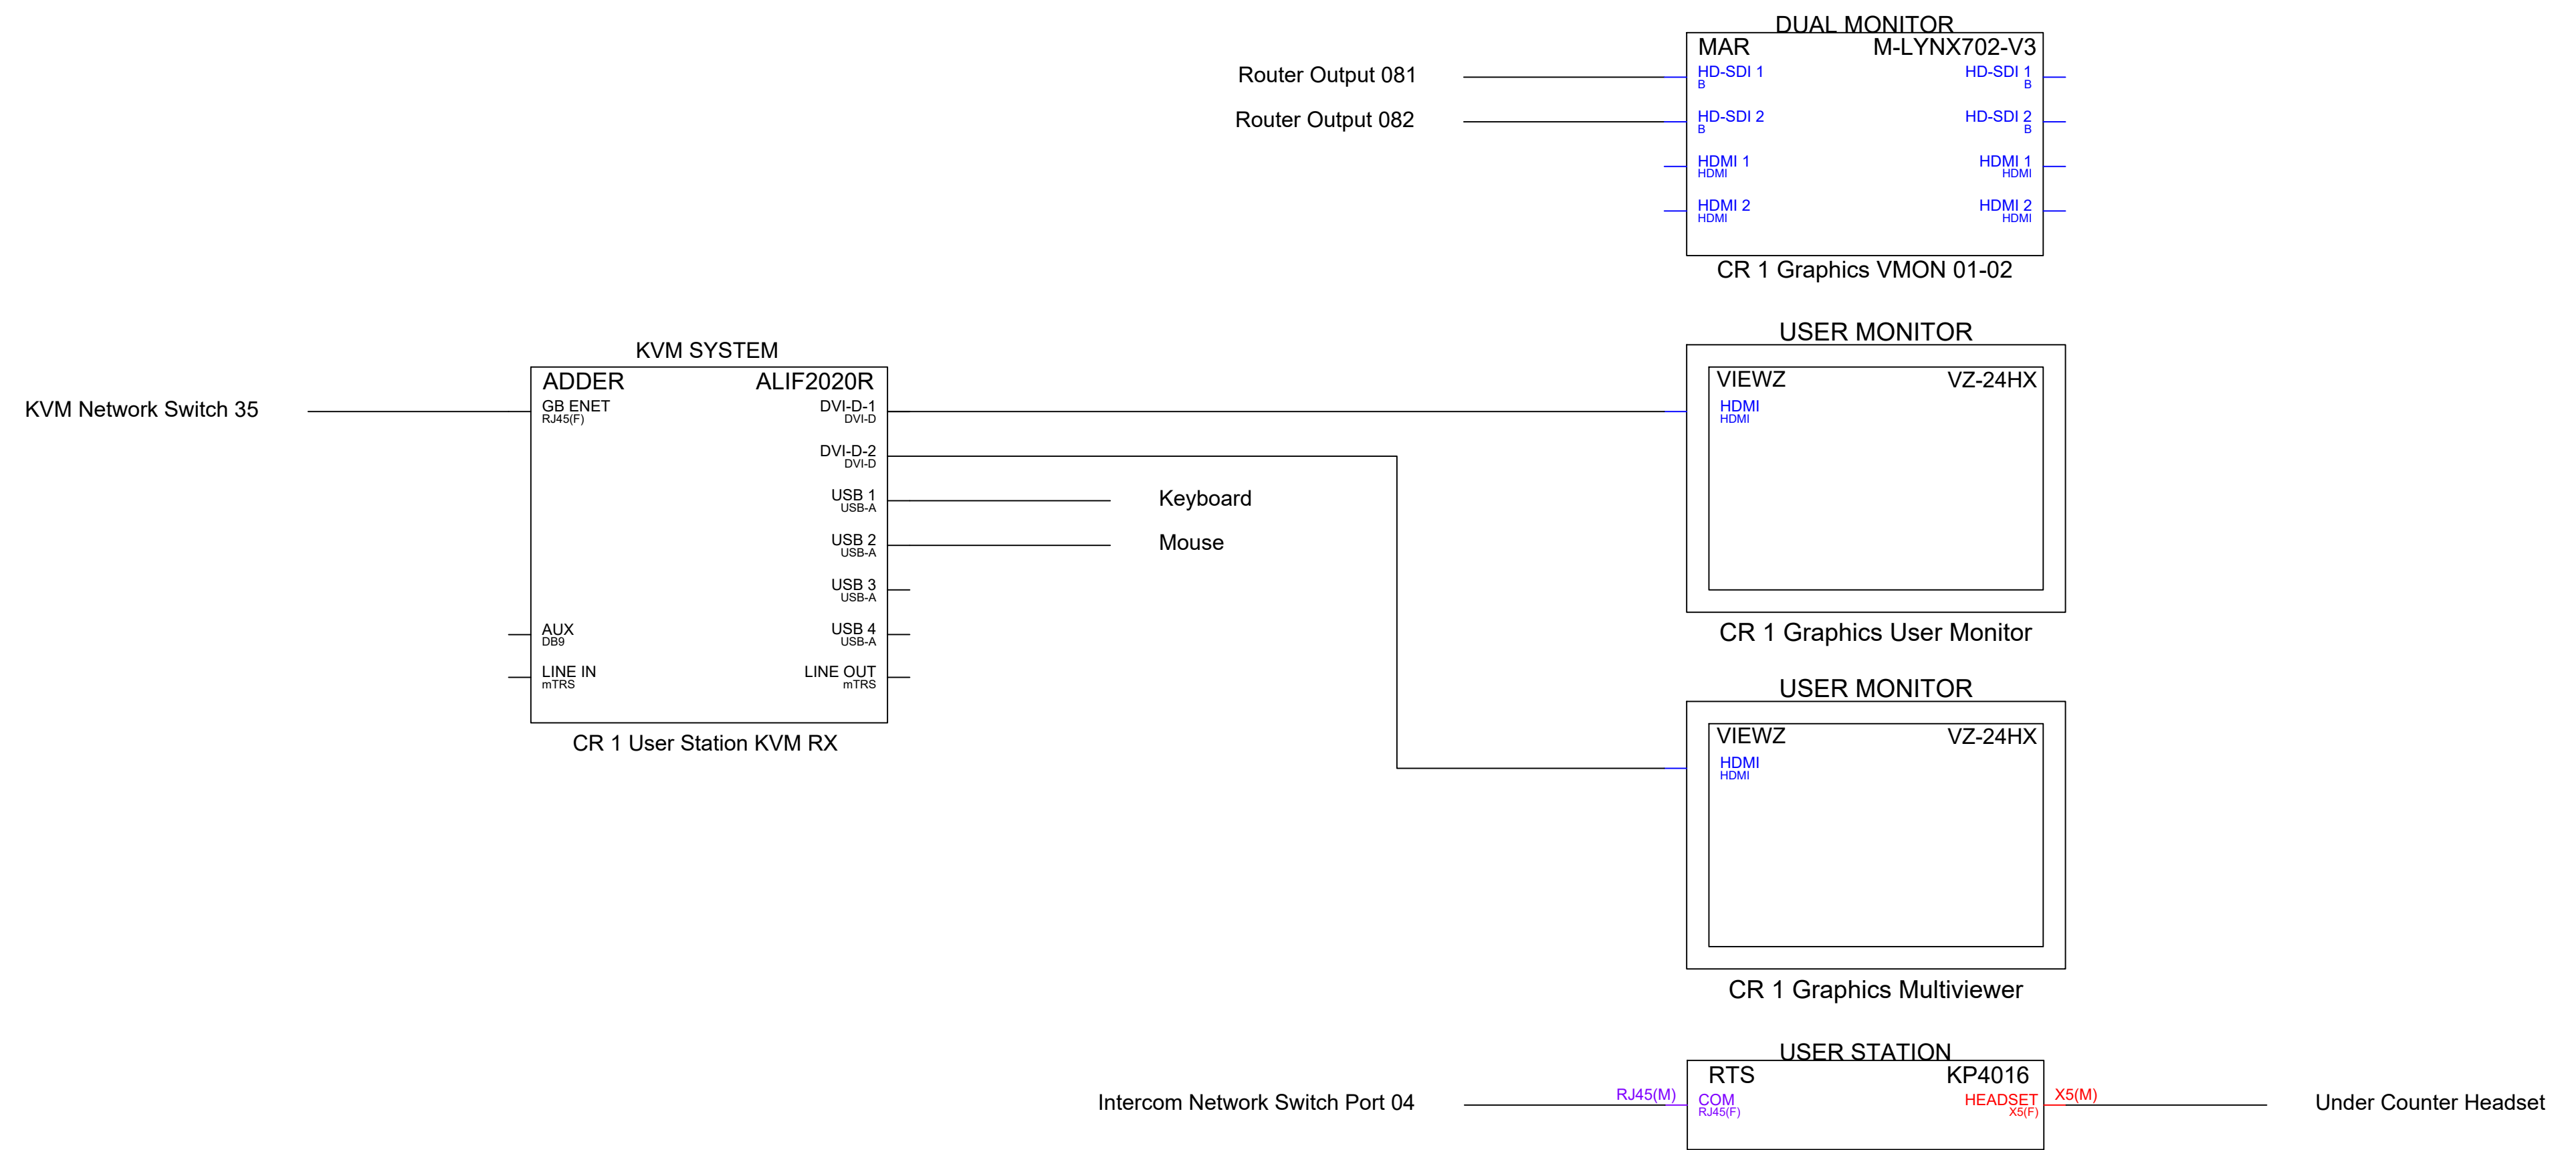 DUAL MONITOR
MAR M-LYNX702-V3
Router Output 081
HD-SDI 1
B
HD-SDI 1
B
Router Output 082
HD-SDI 2
B
HD-SDI 2
B
HDMI 1
HDMI
HDMI 1
HDMI
HDMI 2
HDMI
HDMI 2
HDMI
CR 1 Graphics VMON 01-02
KVM SYSTEM
ADDER ALIF2020R
KVM Network Switch 35
GB ENET
RJ45(F)
DVI-D-1
DVI-D
DVI-D-2
DVI-D
USB 1
USB-A
Keyboard
USB 2
USB-A
Mouse
USB 3
USB-A
AUX
DB9
USB 4
USB-A
LINE IN
mTRS
LINE OUT
mTRS
CR 1 User Station KVM RX
USER MONITOR
VIEWZ VZ-24HX
HDMI
HDMI
CR 1 Graphics User Monitor
USER MONITOR
VIEWZ VZ-24HX
HDMI
HDMI
CR 1 Graphics Multiviewer
USER STATION
RTS KP4016
Intercom Network Switch Port 04
RJ45(M)
COM
RJ45(F)
HEADSET
X5(F)
X5(M)
Under Counter Headset